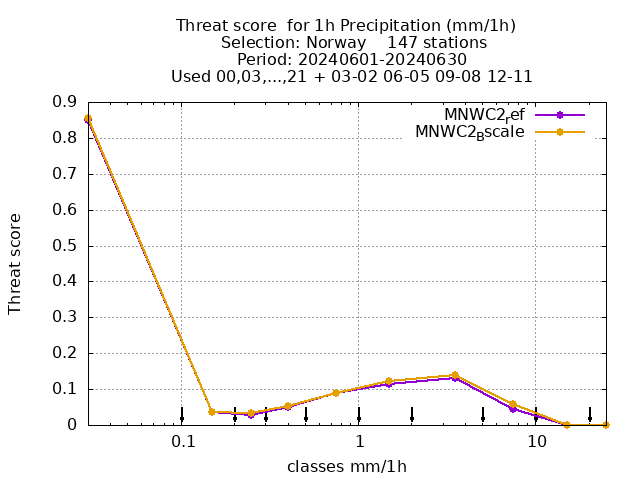 Threat score  for 1h Precipitation (mm/1h)
Selection: Norway    147 stations
Period: 20240601-20240630
Used 00,03,...,21 + 03-02 06-05 09-08 12-11
MNWC2_ref
MNWC2_Bscale
0.9
0.8
0.7
0.6
0.5
0.4
0.3
0.2
0.1
0
Threat score
0.1 1 10
classes mm/1h